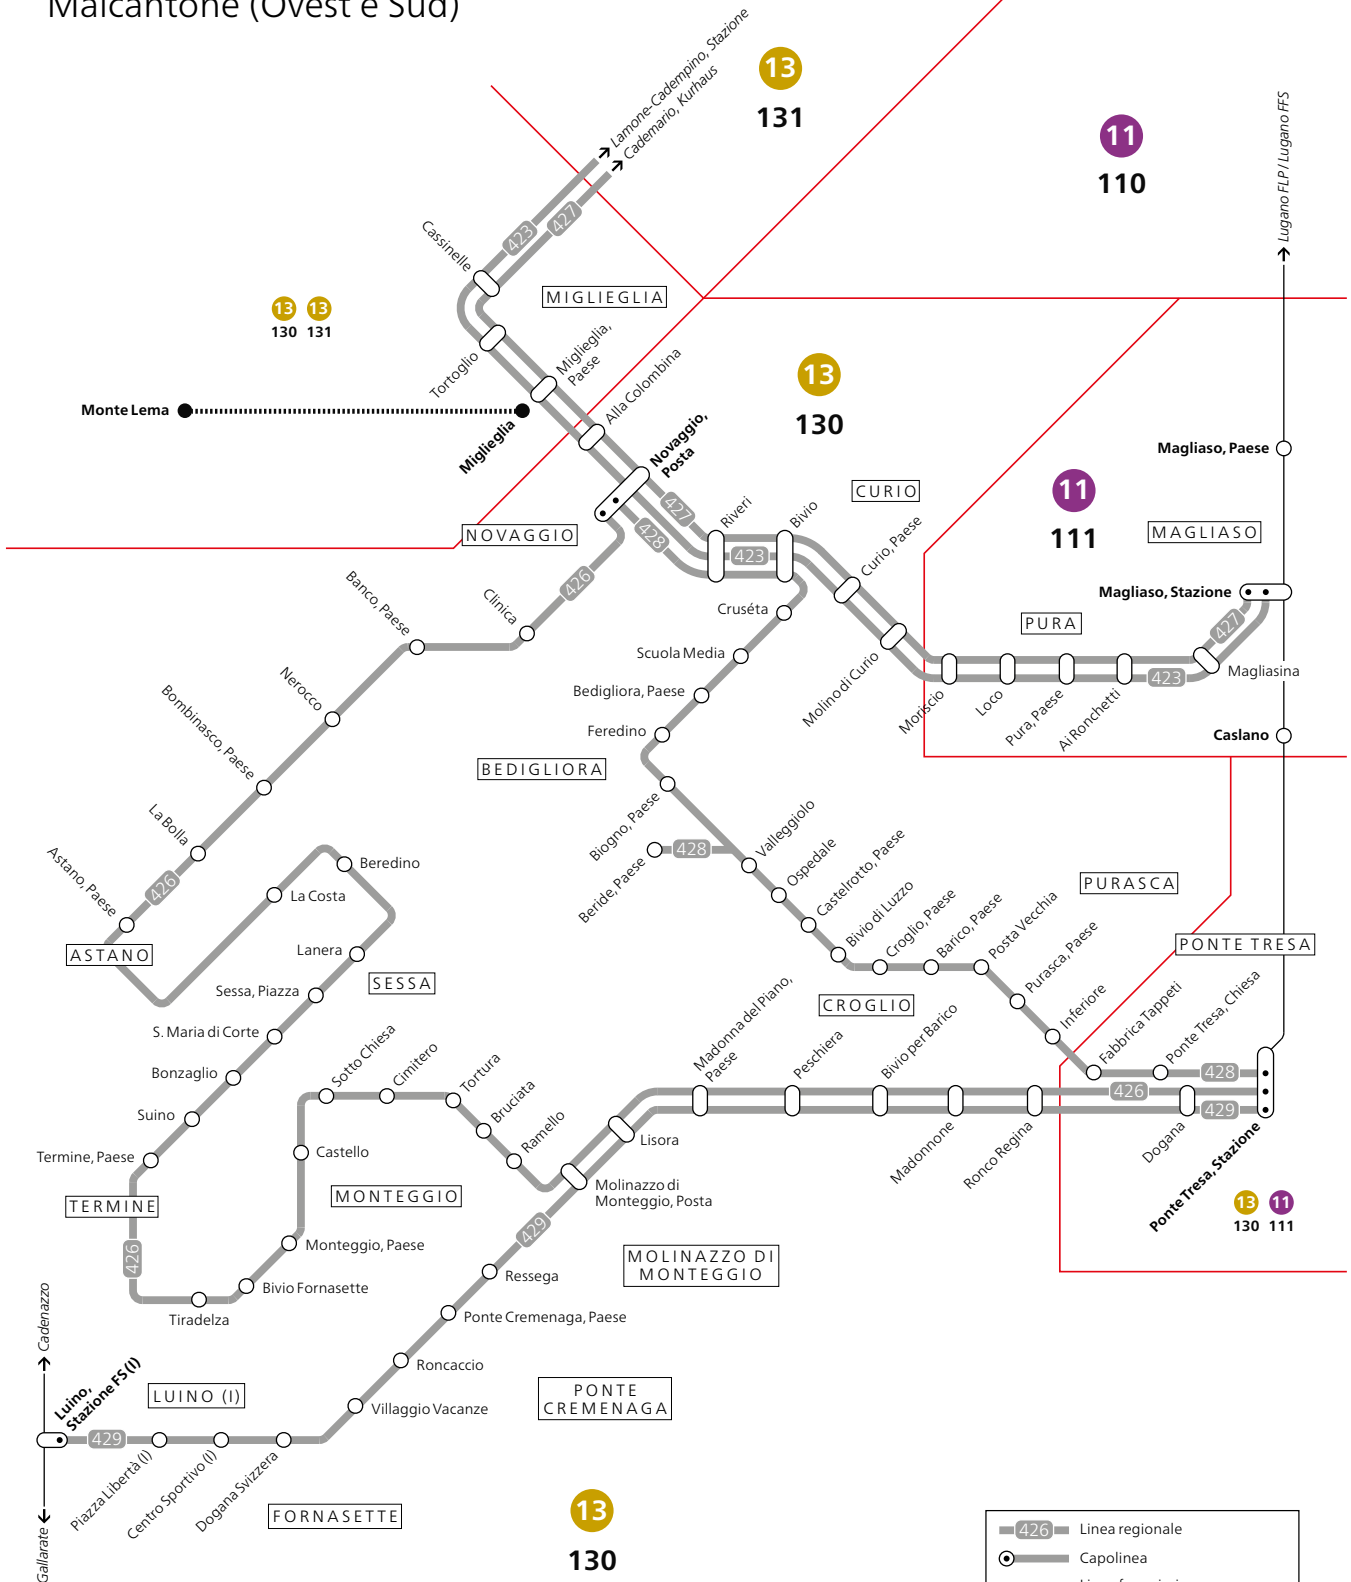 Malcantone (Ovest e Sud)
Lamone-Cadempino, Stazione
Cademario, Kurhaus
13
131
11
110
Lugano FLP / Lugano FFS
423
427
Cassinelle
MIGLIEGLIA
13
13
130
131
Tortoglio
Miglieglia,
Paese
Alla Colombina
13
130
Monte Lema
Miglieglia
Novaggio,
Posta
Magliaso, Paese
427
428
Riveri
423
Bivio
CURIO
11
111
MAGLIASO
NOVAGGIO
Curio, Paese
426
Clinica
Banco, Paese
Magliaso, Stazione
Cruséta
PURA
427
Scuola Media
Molino di Curio
423
Magliasina
Nerocco
Bedigliora, Paese
Moriscio
Loco
Pura, Paese
Ai Ronchetti
Bombinasco, Paese
Feredino
Caslano
BEDIGLIORA
Biogno, Paese
La Bolla
428
Beride, Paese
Valleggiolo
Ospedale
Castelrotto, Paese
Bivio di Luzzo
Croglio, Paese
Barico, Paese
Posta Vecchia
PURASCA
Astano, Paese
426
Beredino
La Costa
Purasca, Paese
PONTE TRESA
ASTANO
Lanera
SESSA
Sessa, Piazza
Inferiore
CROGLIO
S. Maria di Corte
Madonna del Piano,
Paese
Peschiera
Bivio per Barico
Fabbrica Tappeti
Ponte Tresa, Chiesa
Bonzaglio
Sotto Chiesa
Cimitero
Tortura
428
426
429
Suino
Bruciata
Ramello
Lisora
Madonnone
Ronco Regina
Dogana
Ponte Tresa, Stazione
Termine, Paese
Castello
Molinazzo di
Monteggio, Posta
TERMINE
MONTEGGIO
13
11
130
111
429
426
Monteggio, Paese
MOLINAZZO DI
MONTEGGIO
Ressega
Bivio Fornasette
Tiradelza
Ponte Cremenaga, Paese
Cadenazzo
Roncaccio
Luino,
Stazione FS (I)
LUINO (I)
PONTE
CREMENAGA
Villaggio Vacanze
429
Piazza Libertà (I)
Centro Sportivo (I)
Dogana Svizzera
FORNASETTE
13
130
Gallarate
426
Linea regionale
Capolinea